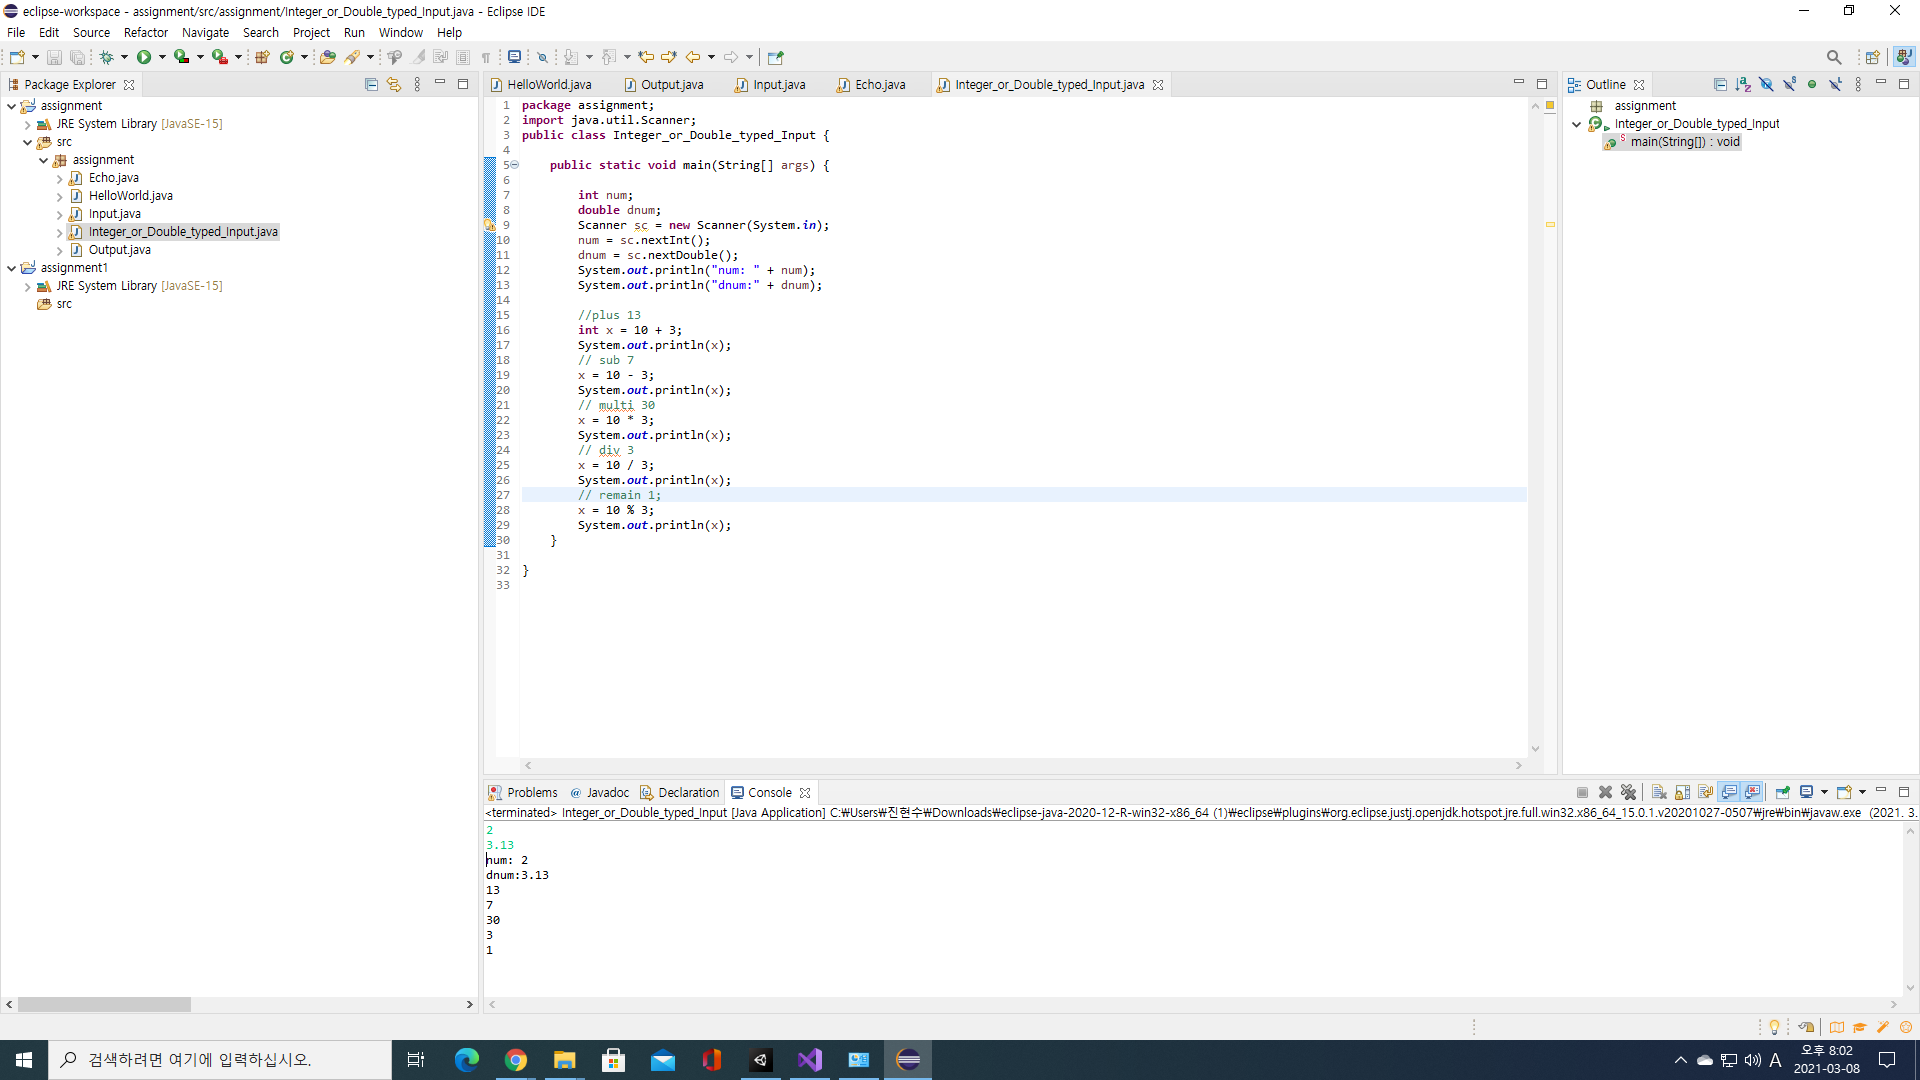 eclipse-workspace - assignment/src/assignment/Integer_or_Double_typed_Input.java - Eclipse IDE
File Edit Source Refactor Navigate Search Project Run Window Help
Package Explorer
assignment
JRE System Library [JavaSE-15]
src
assignment
Echo.java
HelloWorld.java
Input.java
Integer_or_Double_typed_Input.java
Output.java
assignment1
JRE System Library [JavaSE-15]
src
HelloWorld.java Output.java Input.java Echo.java Integer_or_Double_typed_Input.java
1 package assignment;
2 import java.util.Scanner;
3 public class Integer_or_Double_typed_Input {
4
5 public static void main(String[] args) {
6
7 int num;
8 double dnum;
9 Scanner sc = new Scanner(System.in);
10 num = sc.nextInt();
11 dnum = sc.nextDouble();
12 System.out.println("num: " + num);
13 System.out.println("dnum:" + dnum);
14
15 //plus 13
16 int x = 10 + 3;
17 System.out.println(x);
18 // sub 7
19 x = 10 - 3;
20 System.out.println(x);
21 // multi 30
22 x = 10 * 3;
23 System.out.println(x);
24 // div 3
25 x = 10 / 3;
26 System.out.println(x);
27 // remain 1;
28 x = 10 % 3;
29 System.out.println(x);
30 }
31
32 }
33
Outline
assignment
Integer_or_Double_typed_Input
main(String[]) : void
Problems @ Javadoc Declaration Console
<terminated> Integer_or_Double_typed_Input [Java Application] C:₩Users₩진현수₩Downloads₩eclipse-java-2020-12-R-win32-x86_64 (1)₩eclipse₩plugins₩org.eclipse.justj.openjdk.hotspot.jre.full.win32.x86_64_15.0.1.v20201027-0507₩jre₩bin₩javaw.exe (2021. 3.
2
3.13
num: 2
dnum:3.13
13
7
30
3
1
검색하려면 여기에 입력하십시오.
A
오후 8:02
2021-03-08